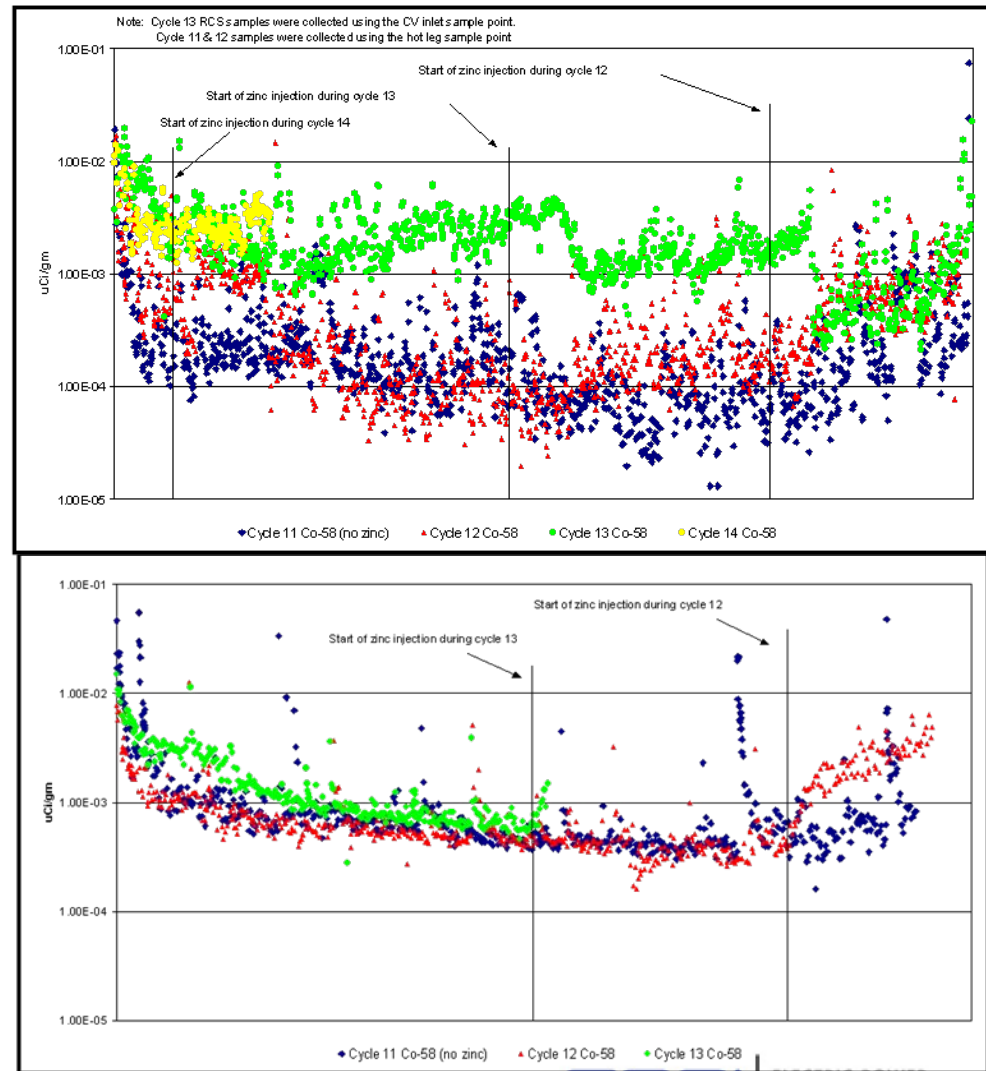 Note: Cycle 13 RCS samples were collected using the CV inlet sample point.
Cycle 11 & 12 samples were collected using the hot leg sample point
1.00E-01
Start of zinc injection during cycle 12
Start of zinc injection during cycle 13
Start of zinc injection during cycle 14
1.00E-02
uCi/gm
1.00E-03
1.00E-04
1.00E-05
Cycle 11 Co-58 (no zinc) Cycle 12 Co-58 Cycle 13 Co-58 Cycle 14 Co-58
1.00E-01
Start of zinc injection during cycle 12
Start of zinc injection during cycle 13
1.00E-02
uCi/gm
1.00E-03
1.00E-04
1.00E-05
Cycle 11 Co-58 (no zinc) Cycle 12 Co-58 Cycle 13 Co-58